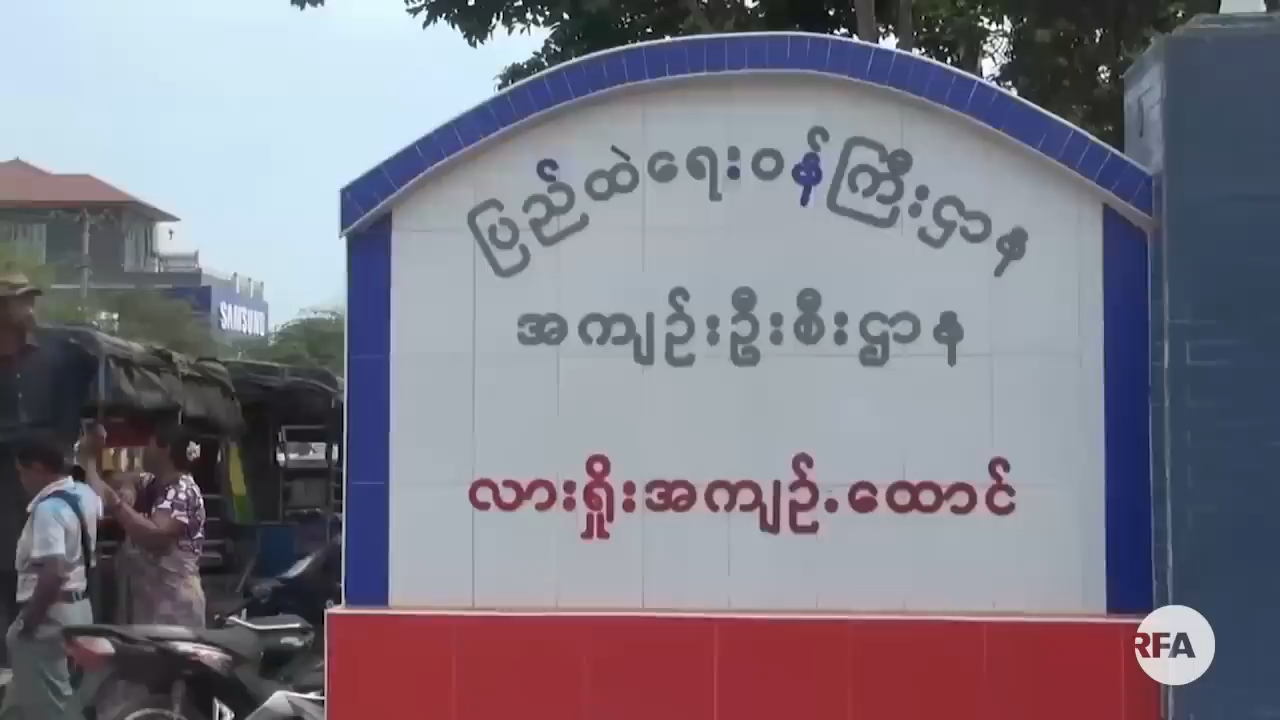 ပြည်ထဲရေးဝန်ကြီးဌာန
အကျဉ်းဦးစီးဌာန
လားရှိုးအကျဉ်းထောင်
SAMSUNG
RFA